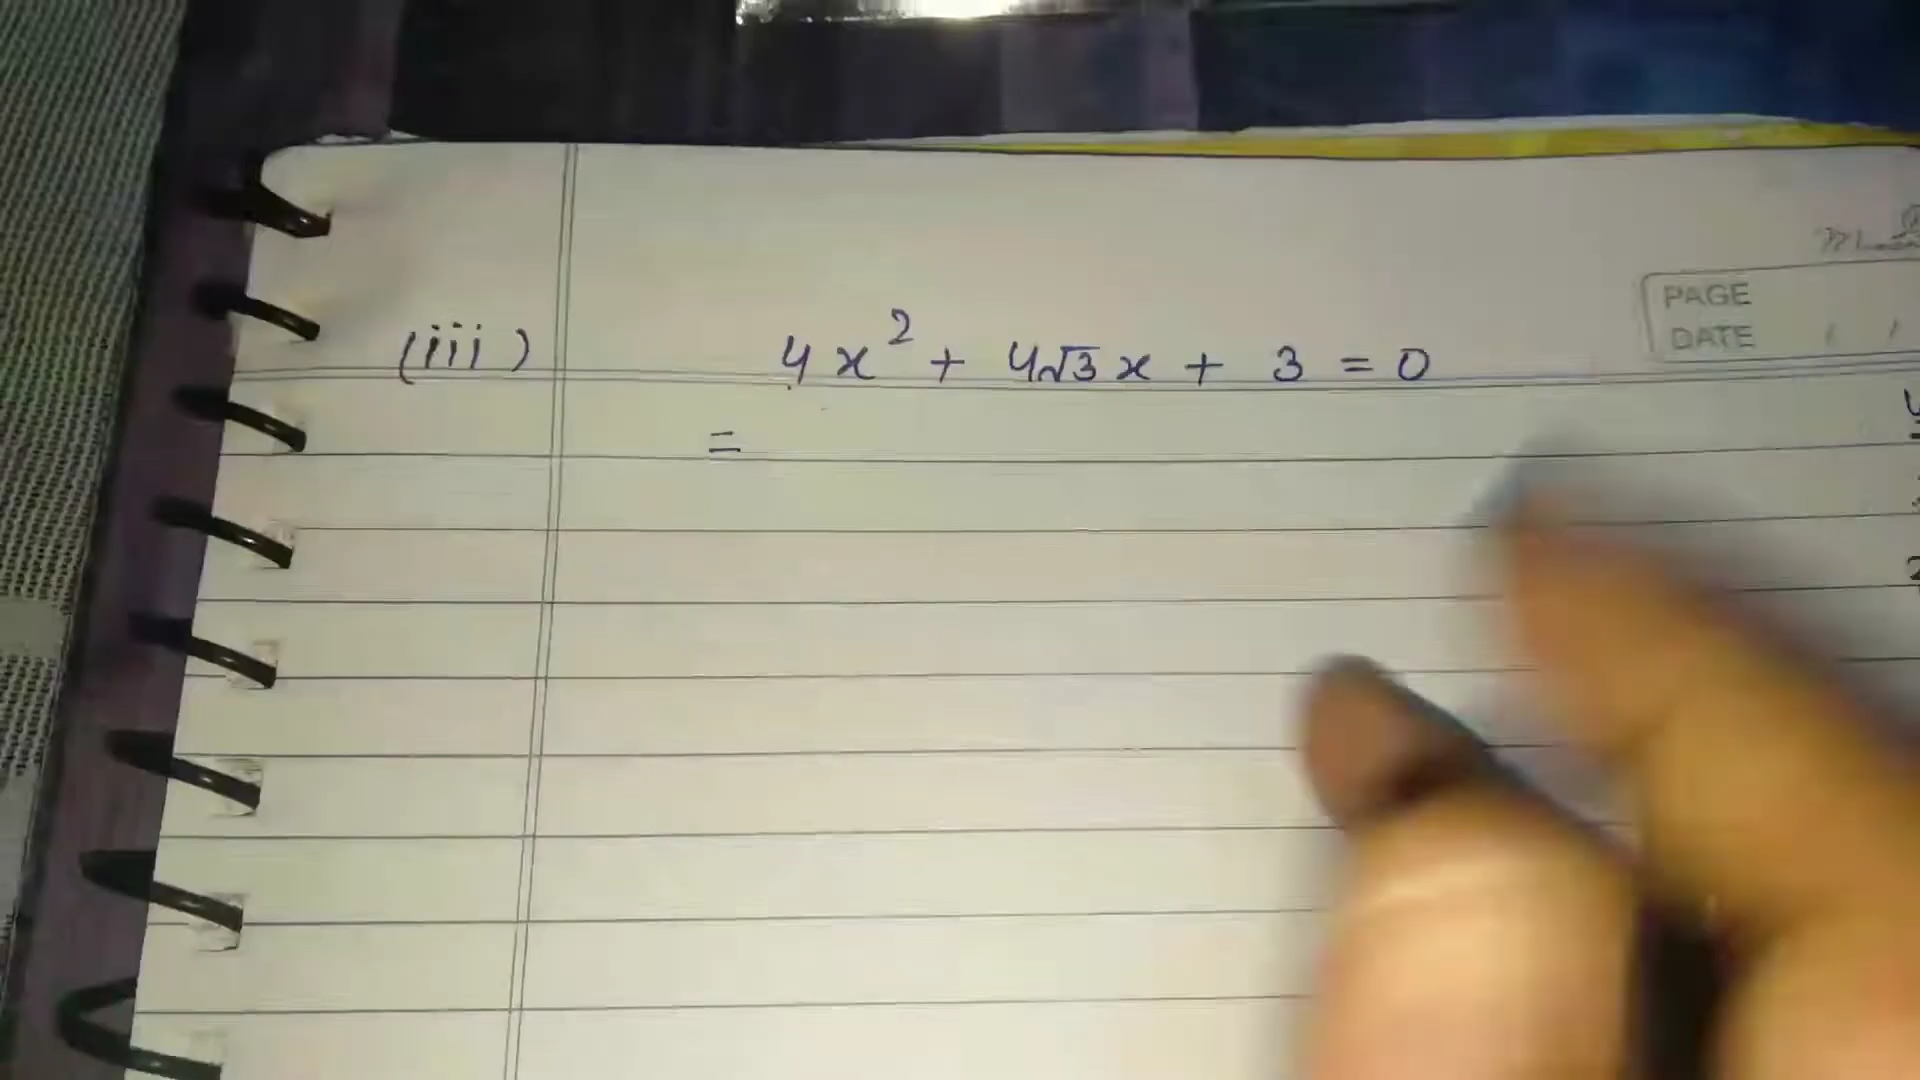 PAGE
DATE / /
(iii) 4x² + 4√3x + 3 = 0
=